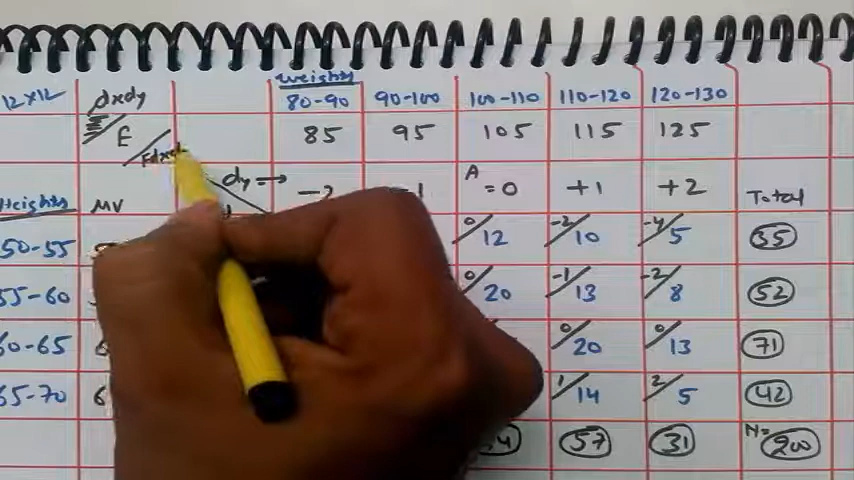 weights
12x12 dxdy 80-90 90-100 100-110 110-120 120-130
F 85 95 105 115 125
dy → -2 -1 A = 0 +1 +2 Total
Heights MV
50-55 0/12 -2/10 -4/5 35
55-60 0/20 -1/13 -2/8 52
60-65 6 0/20 0/13 71
65-70 6 1/14 2/5 42
57 31 N= 200